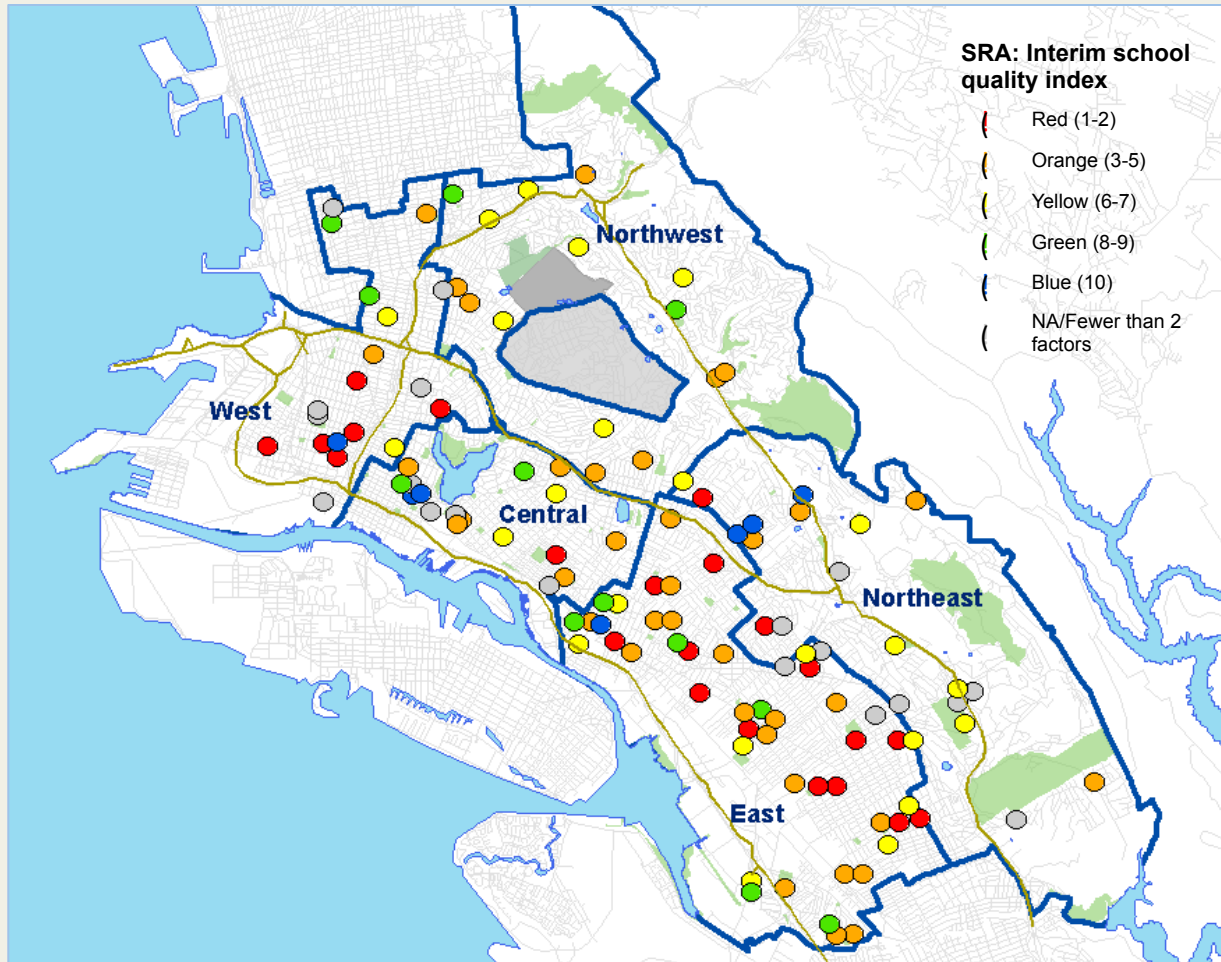 SRA: Interim school
quality index
Red (1-2)
Orange (3-5)
Yellow (6-7)
Green (8-9)
Blue (10)
NA/Fewer than 2
factors
Northwest
West
Central
Northeast
East